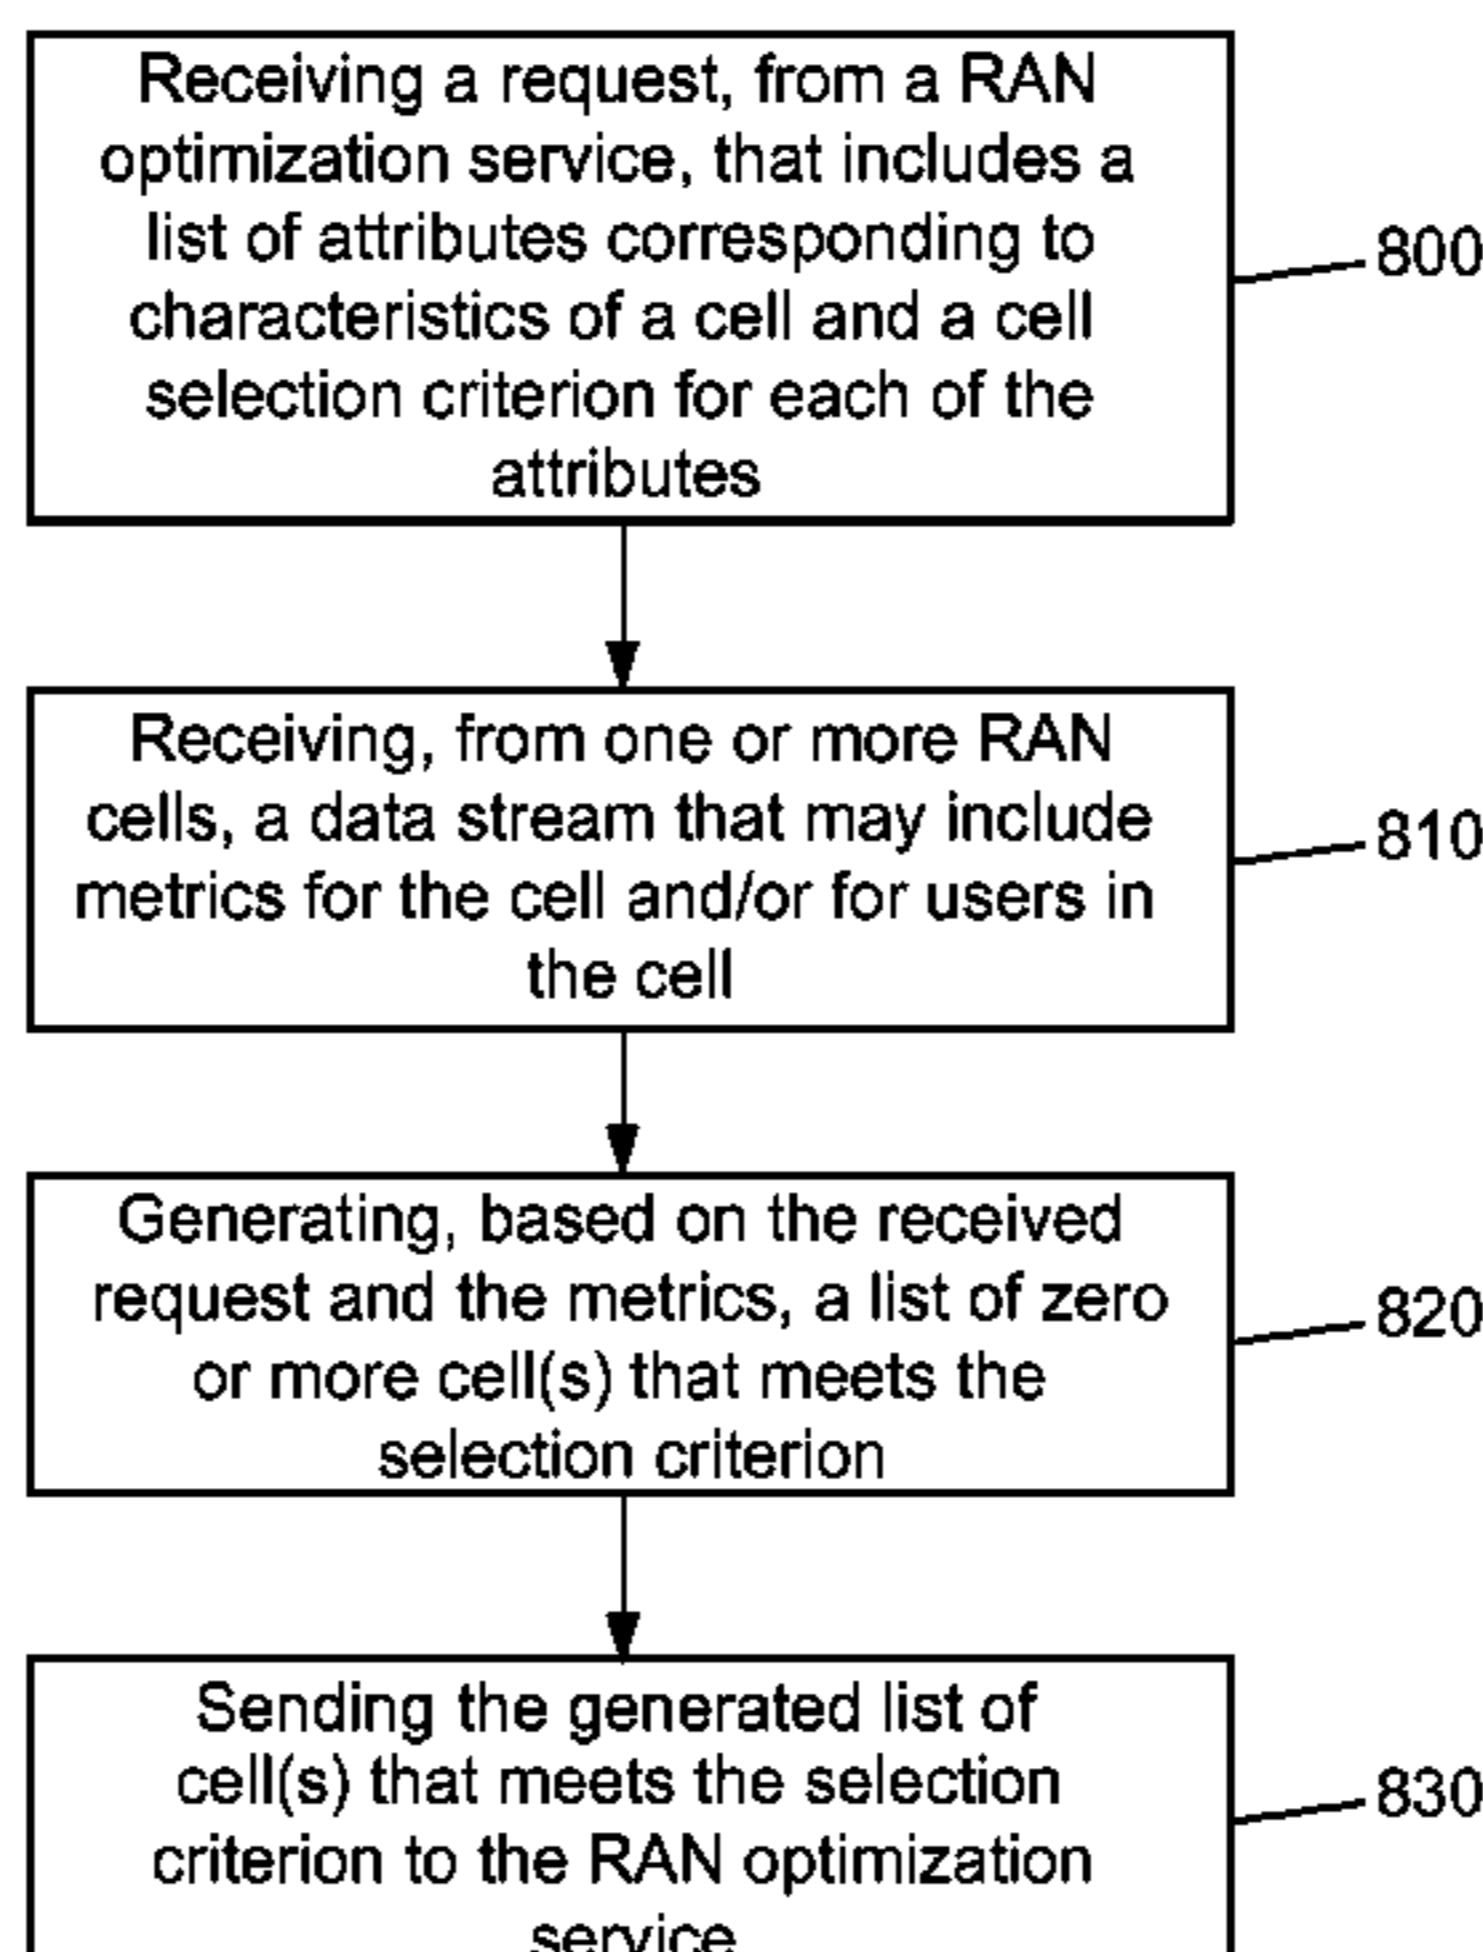 Receiving a request, from a RAN
optimization service, that includes a
list of attributes corresponding to
characteristics of a cell and a cell
selection criterion for each of the
attributes
800
Receiving, from one or more RAN
cells, a data stream that may include
metrics for the cell and/or for users in
the cell
810
Generating, based on the received
request and the metrics, a list of zero
or more cell(s) that meets the
selection criterion
820
Sending the generated list of
cell(s) that meets the selection
criterion to the RAN optimization
service
830